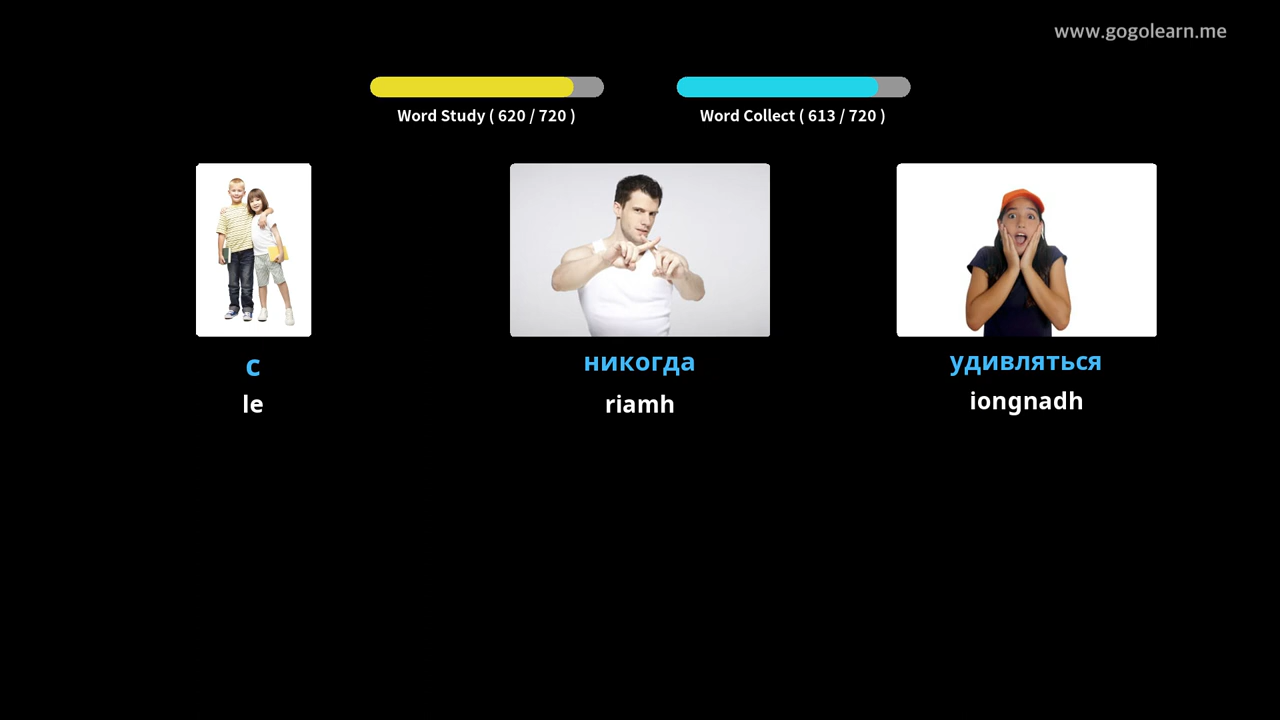 www.gogolearn.me
Word Study ( 620 / 720 )
Word Collect ( 613 / 720 )
с
le
никогда
riamh
удивляться
iongnadh